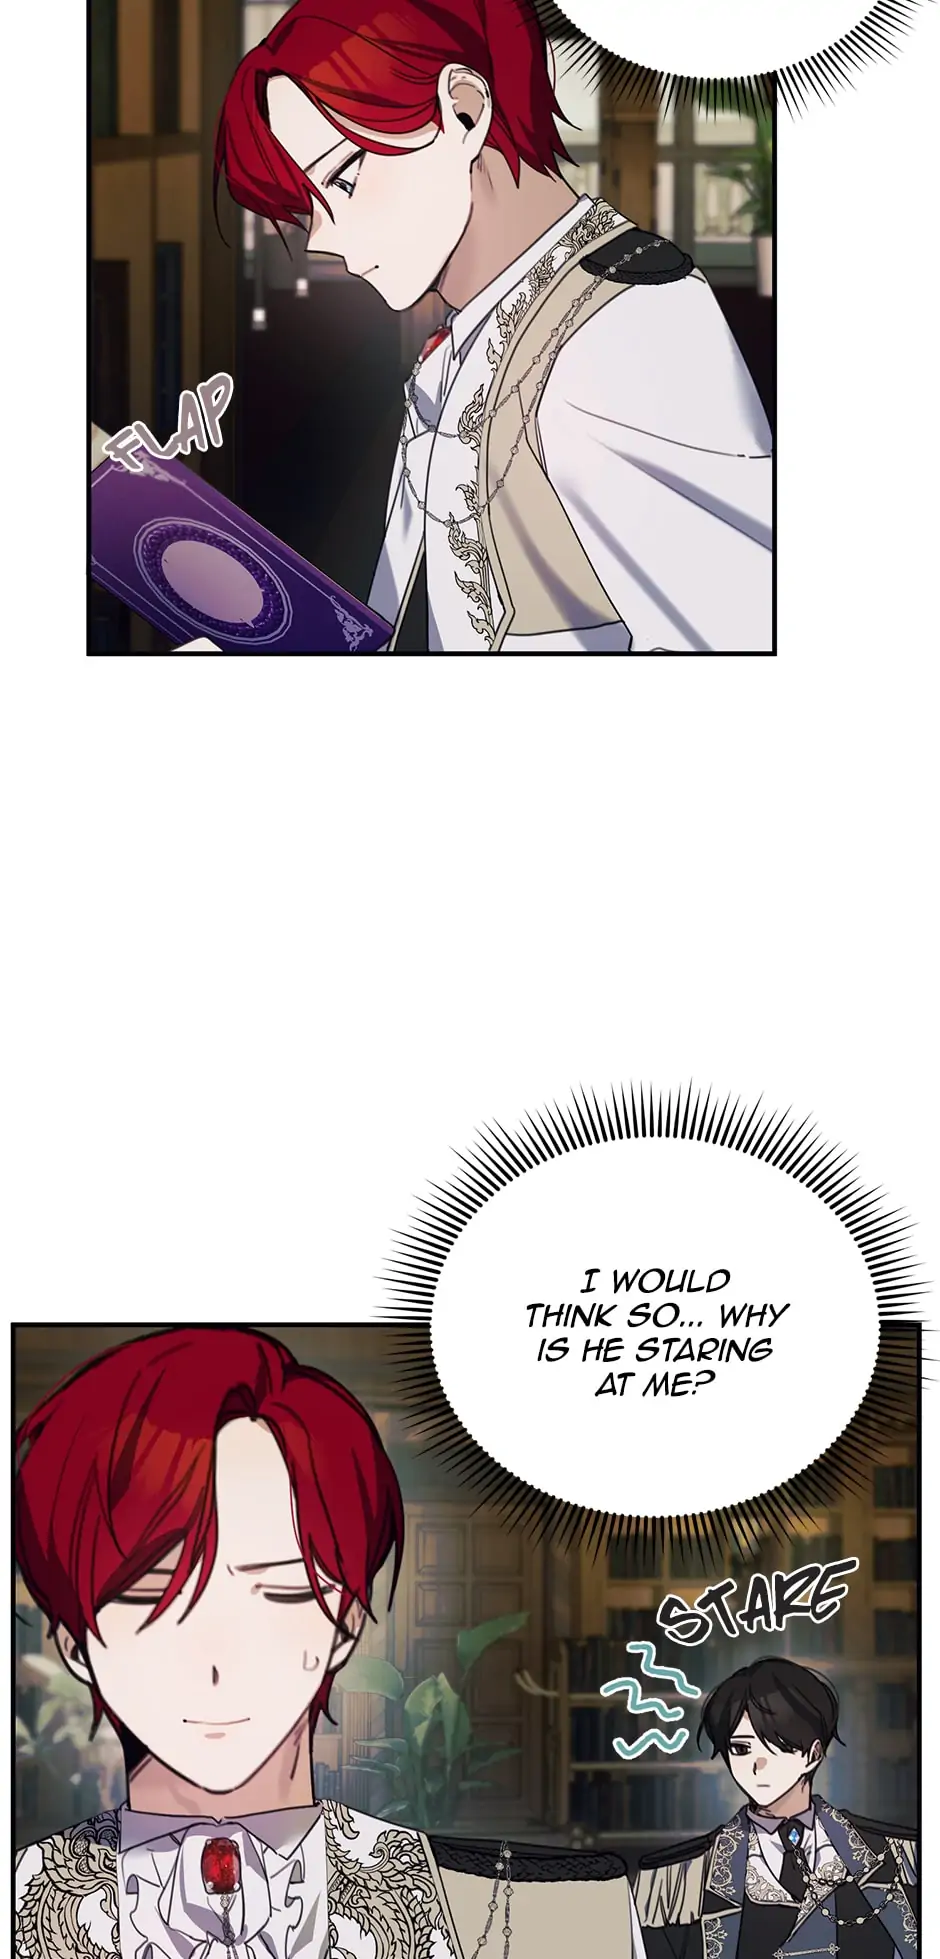 FLAP
I WOULD
THINK SO... WHY
IS HE STARING
AT ME?
STARE